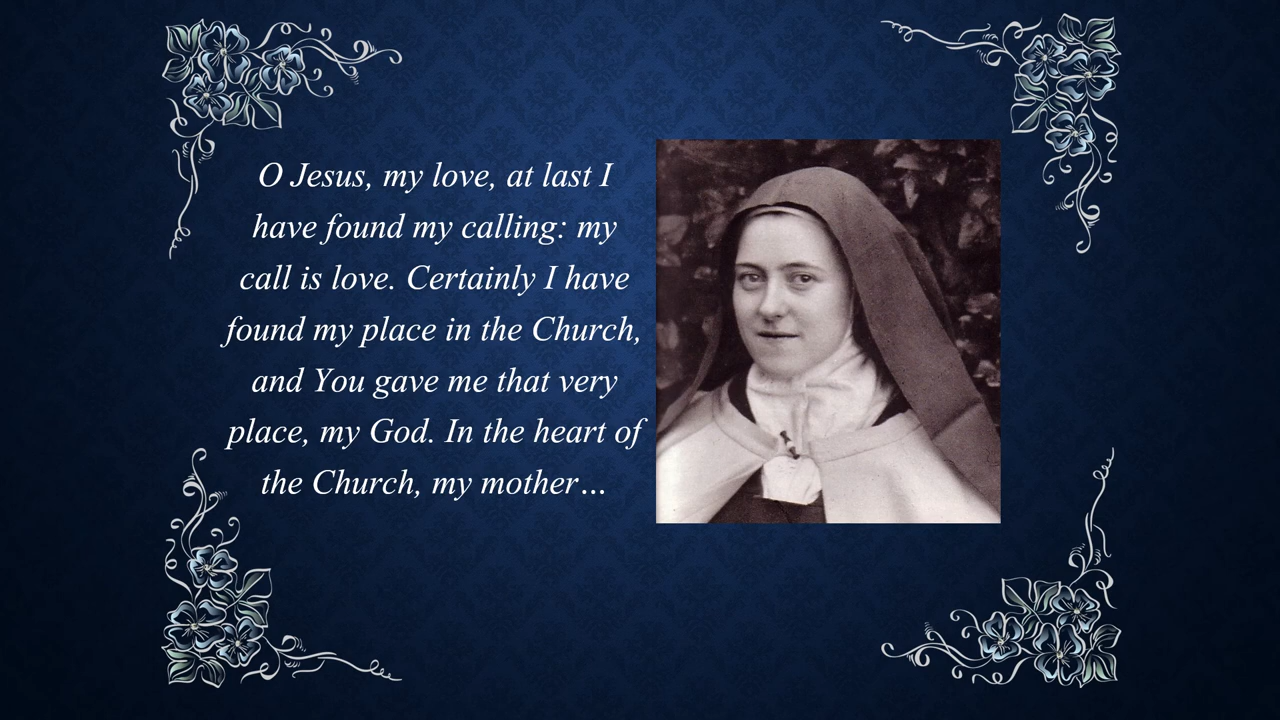 O Jesus, my love, at last I
have found my calling: my
call is love. Certainly I have
found my place in the Church,
and You gave me that very
place, my God. In the heart of
the Church, my mother…